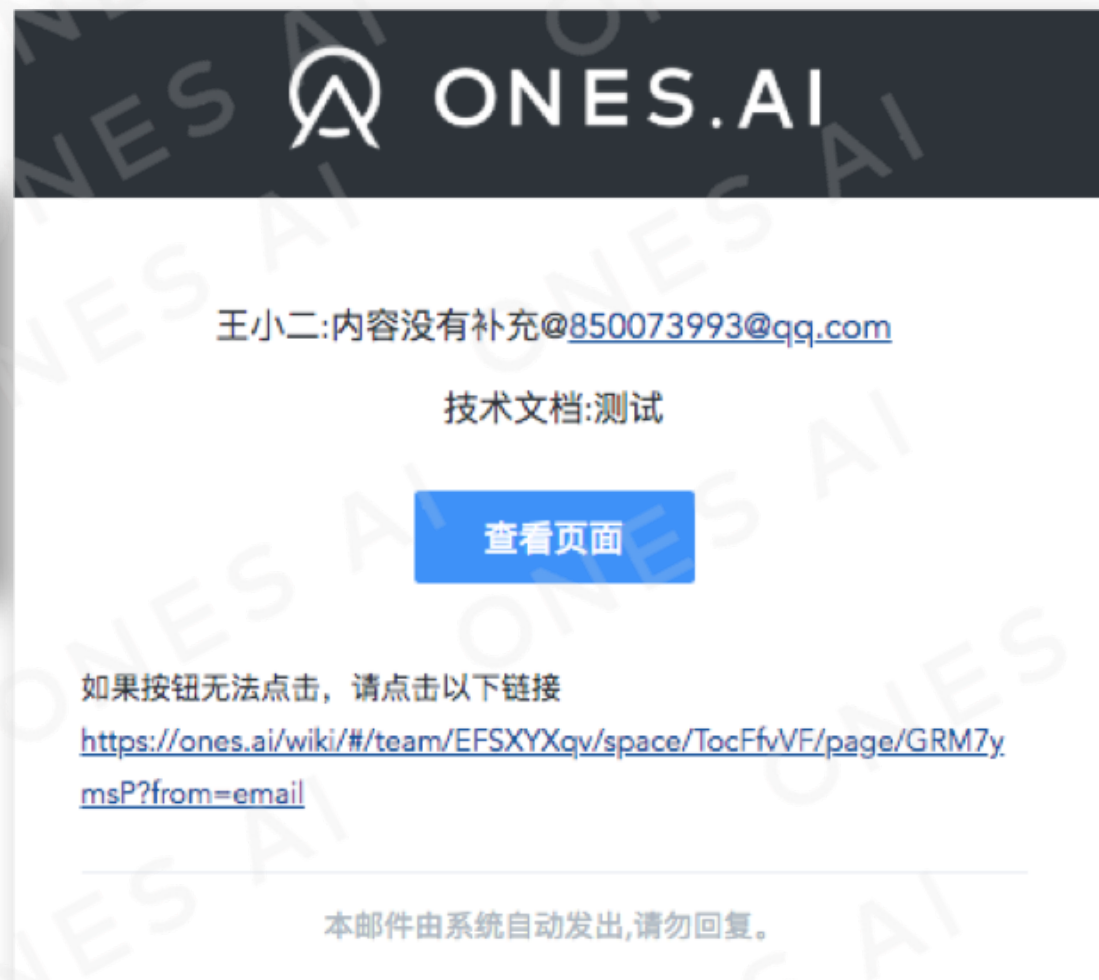 ONES.AI
王小二:内容没有补充@850073993@qq.com
技术文档:测试
查看页面
如果按钮无法点击，请点击以下链接
https://ones.ai/wiki/#/team/EFSXYXqv/space/TocFfvVF/page/GRM7y
msP?from=email
本邮件由系统自动发出,请勿回复。